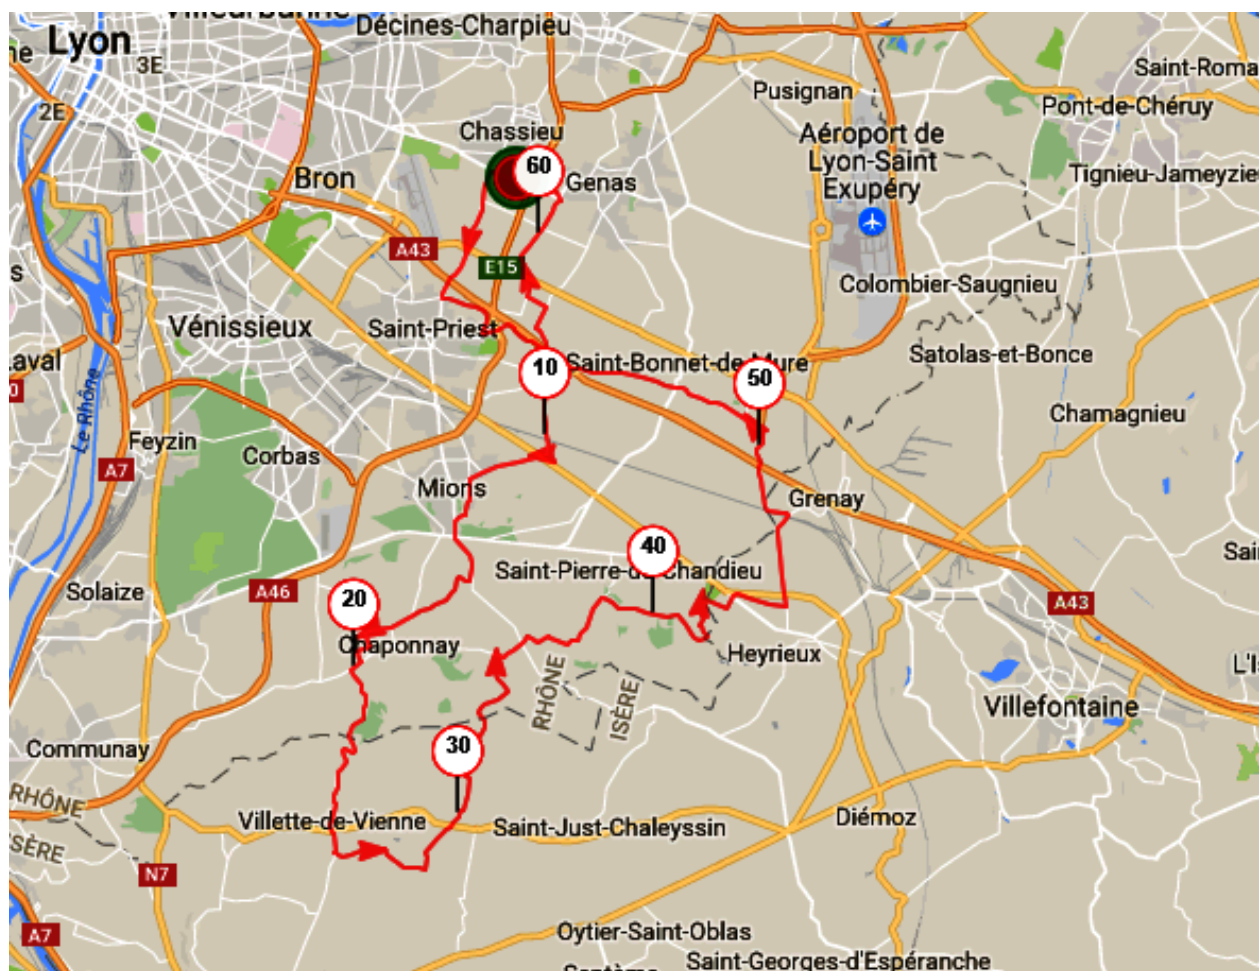 Villeurbanne
Décines-Charpieu
Lyon
3E
2E
Saint-Roma
Pusignan
Pont-de-Chéruy
Chassieu
Aéroport de
Lyon-Saint
Exupéry
60
Bron
Genas
Tignieu-Jameyzie
A43
E15
Colombier-Saugnieu
Vénissieux
Saint-Priest
Satolas-et-Bonce
Laval
10
Saint-Bonnet-de-Mure
50
Le Rhône
Chamagnieu
Feyzin
Corbas
A7
Mions
Grenay
40
Saint-Pierre-de-Chandieu
Solaize
A46
20
A43
Chaponnay
Heyrieux
RHÔNE
ISÈRE
L'I
Villefontaine
Communay
30
RHÔNE
ISÈRE
Villette-de-Vienne
Saint-Just-Chaleyssin
Diémoz
N7
A7
Oytier-Saint-Oblas
Saint-Georges-d'Espéranche